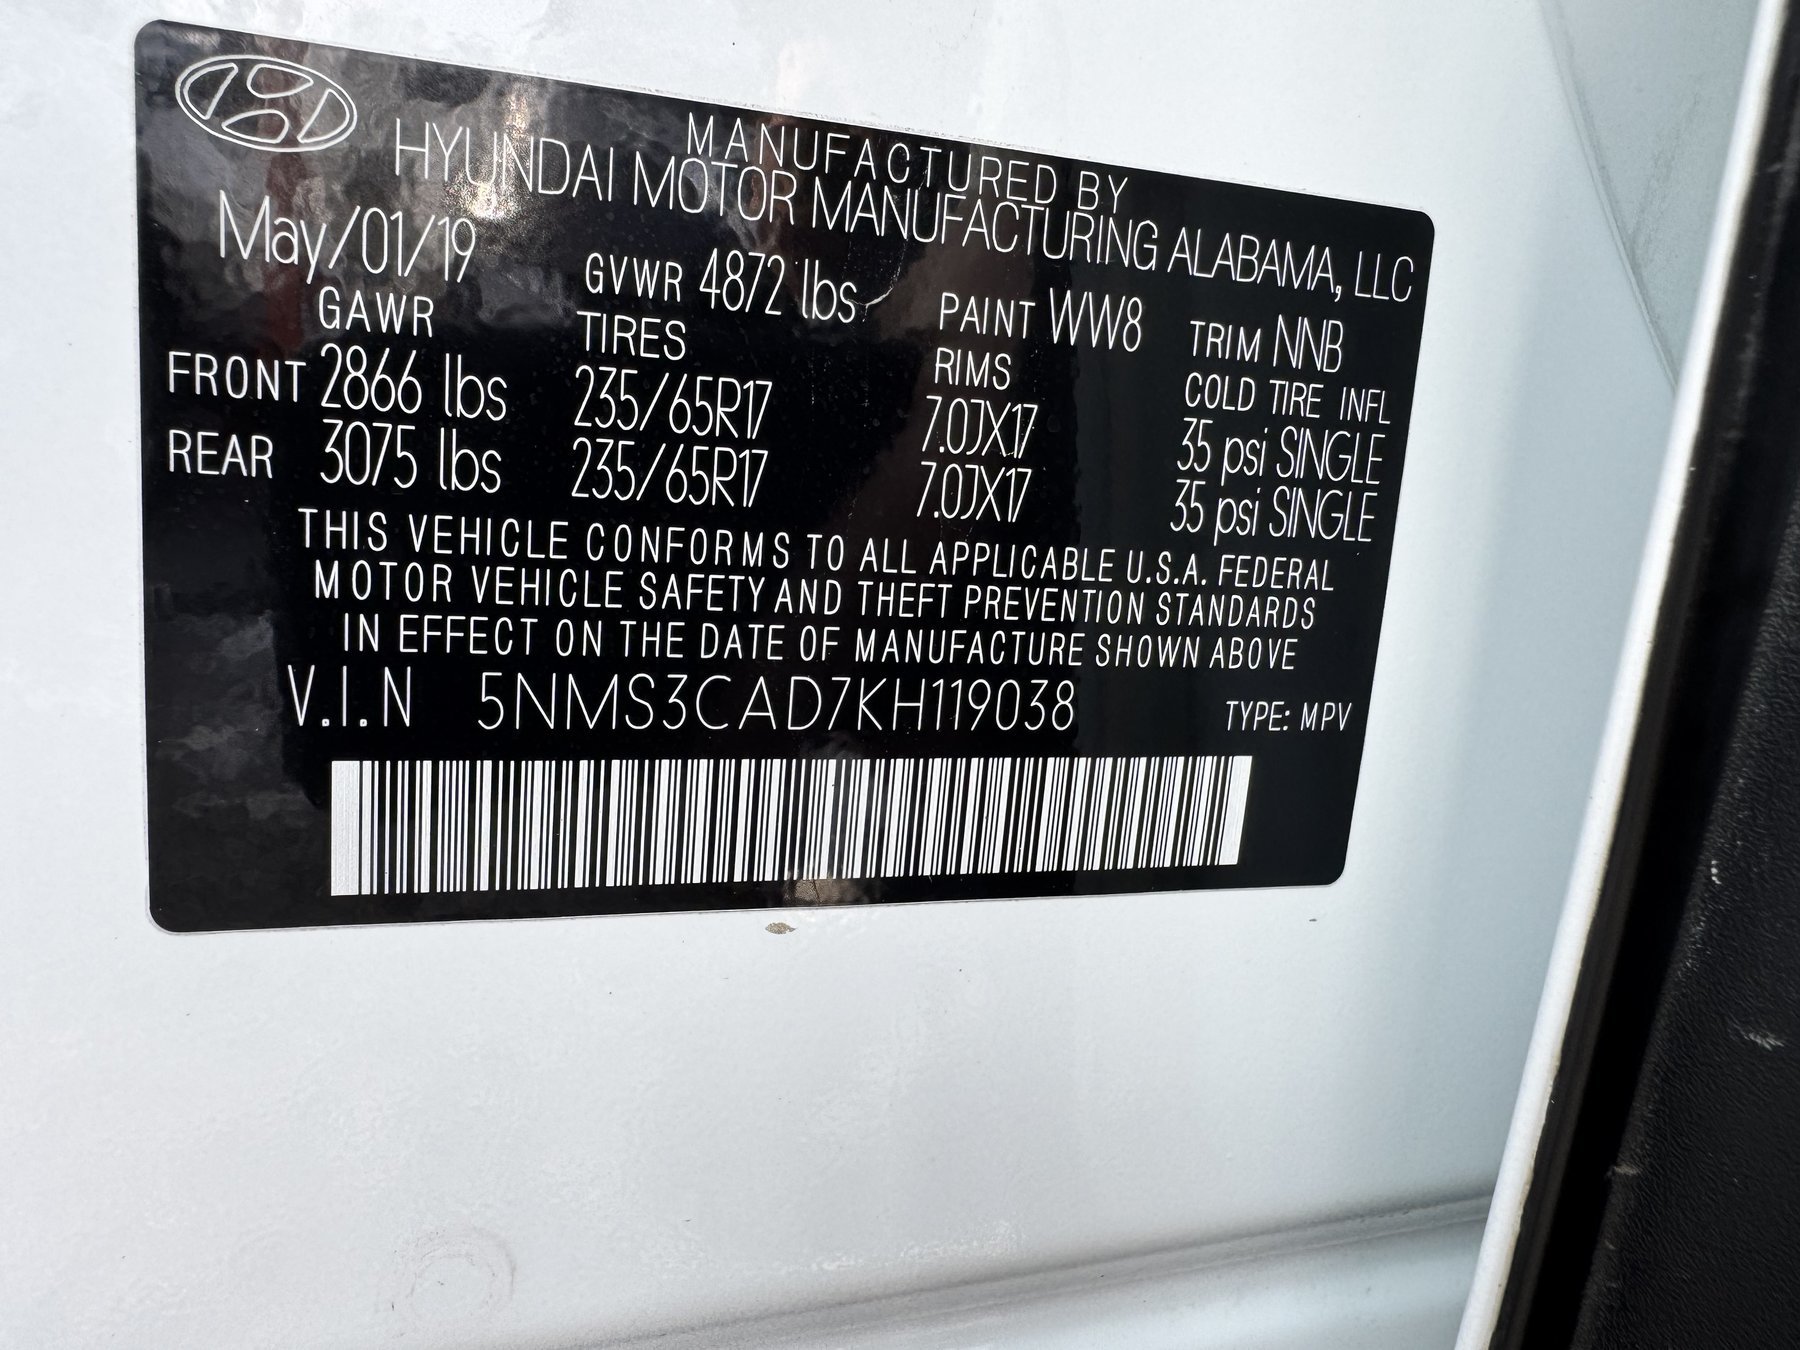 MANUFACTURED BY
HYUNDAI MOTOR MANUFACTURING ALABAMA, LLC
May/01/19 GVWR 4872 lbs PAINT WW8 TRIM NNB
GAWR TIRES RIMS COLD TIRE INFL
FRONT 2866 lbs 235/65R17 7.0JX17 35 psi SINGLE
REAR 3075 lbs 235/65R17 7.0JX17 35 psi SINGLE
THIS VEHICLE CONFORMS TO ALL APPLICABLE U.S.A. FEDERAL
MOTOR VEHICLE SAFETY AND THEFT PREVENTION STANDARDS
IN EFFECT ON THE DATE OF MANUFACTURE SHOWN ABOVE
V.I.N 5NMS3CAD7KH119038 TYPE: MPV